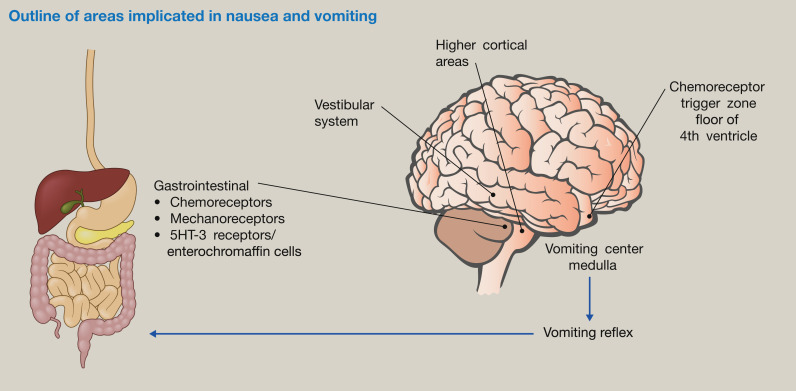 Outline of areas implicated in nausea and vomiting
Higher cortical
areas
Chemoreceptor
trigger zone
floor of
4th ventricle
Vestibular
system
Gastrointestinal
• Chemoreceptors
• Mechanoreceptors
• 5HT-3 receptors/
enterochromaffin cells
Vomiting center
medulla
Vomiting reflex